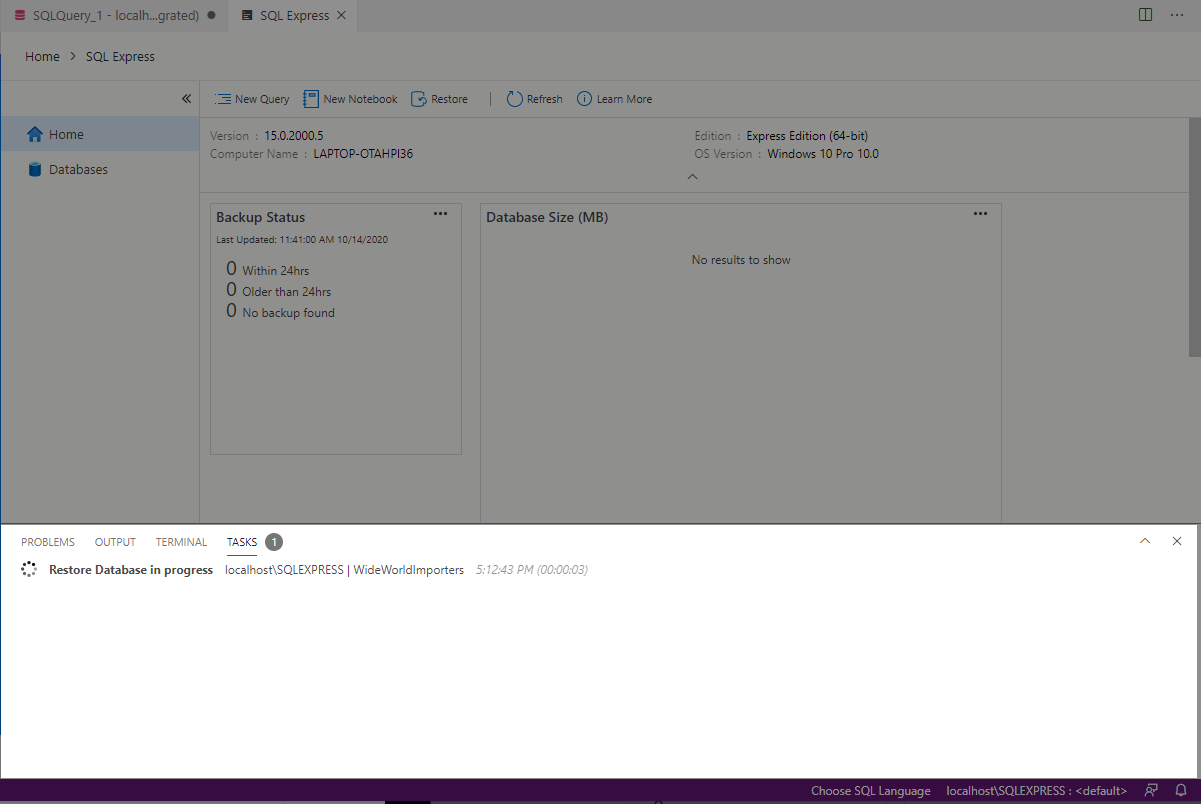 SQLQuery_1 - localh...grated) ● SQL Express
Home > SQL Express
« New Query New Notebook Restore | Refresh Learn More
Home
Databases
Version : 15.0.2000.5
Computer Name : LAPTOP-OTAHPI36
Edition : Express Edition (64-bit)
OS Version : Windows 10 Pro 10.0
Backup Status •••
Last Updated: 11:41:00 AM 10/14/2020
0 Within 24hrs
0 Older than 24hrs
0 No backup found
Database Size (MB) •••
No results to show
PROBLEMS OUTPUT TERMINAL TASKS 1
Restore Database in progress localhost\SQLEXPRESS | WideWorldImporters 5:12:43 PM (00:00:03)
Choose SQL Language localhost\SQLEXPRESS : <default>